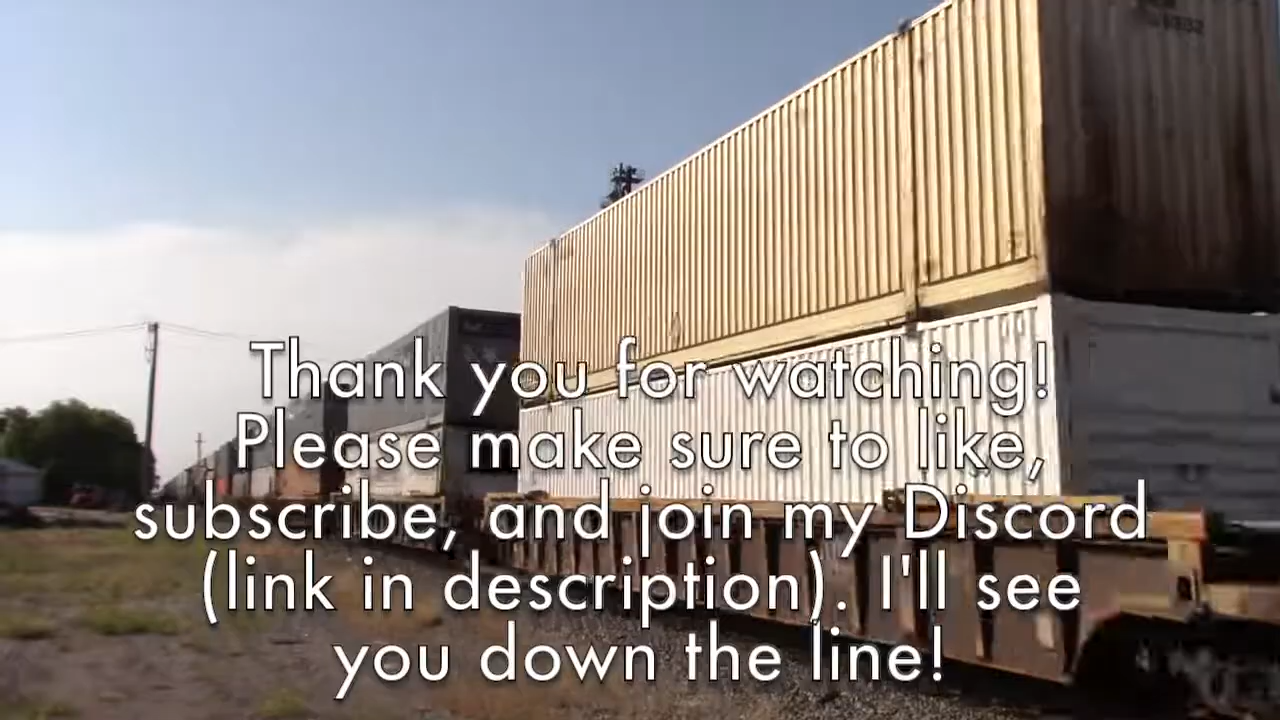 Thank you for watching!
Please make sure to like,
subscribe, and join my Discord
(link in description). I'll see
you down the line!